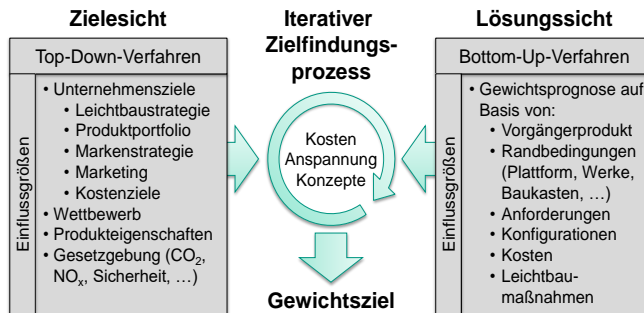 Zielesicht
Top-Down-Verfahren
Einflussgrößen
• Unternehmensziele
• Leichtbaustrategie
• Produktportfolio
• Markenstrategie
• Marketing
• Kostenziele
• Wettbewerb
• Produkteigenschaften
• Gesetzgebung (CO2,
NOx, Sicherheit, …)
Iterativer
Zielfindungs-
prozess
Kosten
Anspannung
Konzepte
Gewichtsziel
Lösungssicht
Bottom-Up-Verfahren
Einflussgrößen
• Gewichtsprognose auf
Basis von:
• Vorgängerprodukt
• Randbedingungen
(Plattform, Werke,
Baukasten, …)
• Anforderungen
• Konfigurationen
• Kosten
• Leichtbau-
maßnahmen